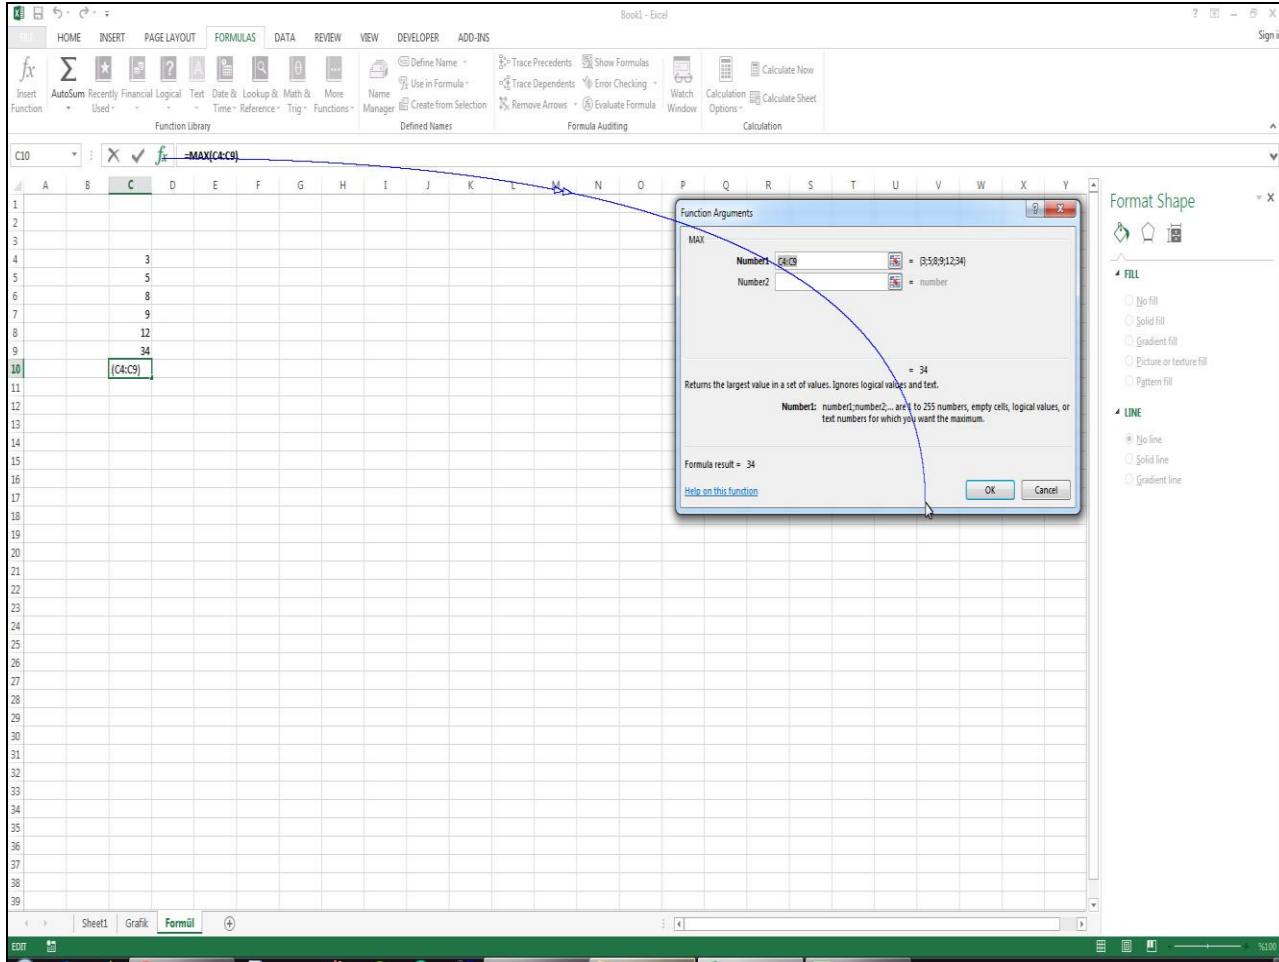 Book1 - Excel
Sign i
FILE HOME INSERT PAGE LAYOUT FORMULAS DATA REVIEW VIEW DEVELOPER ADD-INS
Insert Function
AutoSum
Recently Used
Financial
Logical
Text
Date & Time
Lookup & Reference
Math & Trig
More Functions
Function Library
Name Manager
Define Name
Use in Formula
Create from Selection
Defined Names
Trace Precedents
Trace Dependents
Remove Arrows
Show Formulas
Error Checking
Evaluate Formula
Watch Window
Formula Auditing
Calculation Options
Calculate Now
Calculate Sheet
Calculation
C10 fx =MAX(C4:C9)
A B C D E F G H I J K L M N O P Q R S T U V W X Y
1
2
3
4 3
5 5
6 8
7 9
8 12
9 34
10 (C4:C9)
11
12
13
14
15
16
17
18
19
20
21
22
23
24
25
26
27
28
29
30
31
32
33
34
35
36
37
38
39
Function Arguments
MAX
Number1 C4:C9 = {3;5;8;9;12;34}
Number2 = number
= 34
Returns the largest value in a set of values. Ignores logical values and text.
Number1: number1;number2;... are 1 to 255 numbers, empty cells, logical values, or
text numbers for which you want the maximum.
Formula result = 34
Help on this function
OK Cancel
Format Shape
FILL
No fill
Solid fill
Gradient fill
Picture or texture fill
Pattern fill
LINE
No line
Solid line
Gradient line
Sheet1 Grafik Formül
EDIT
%100